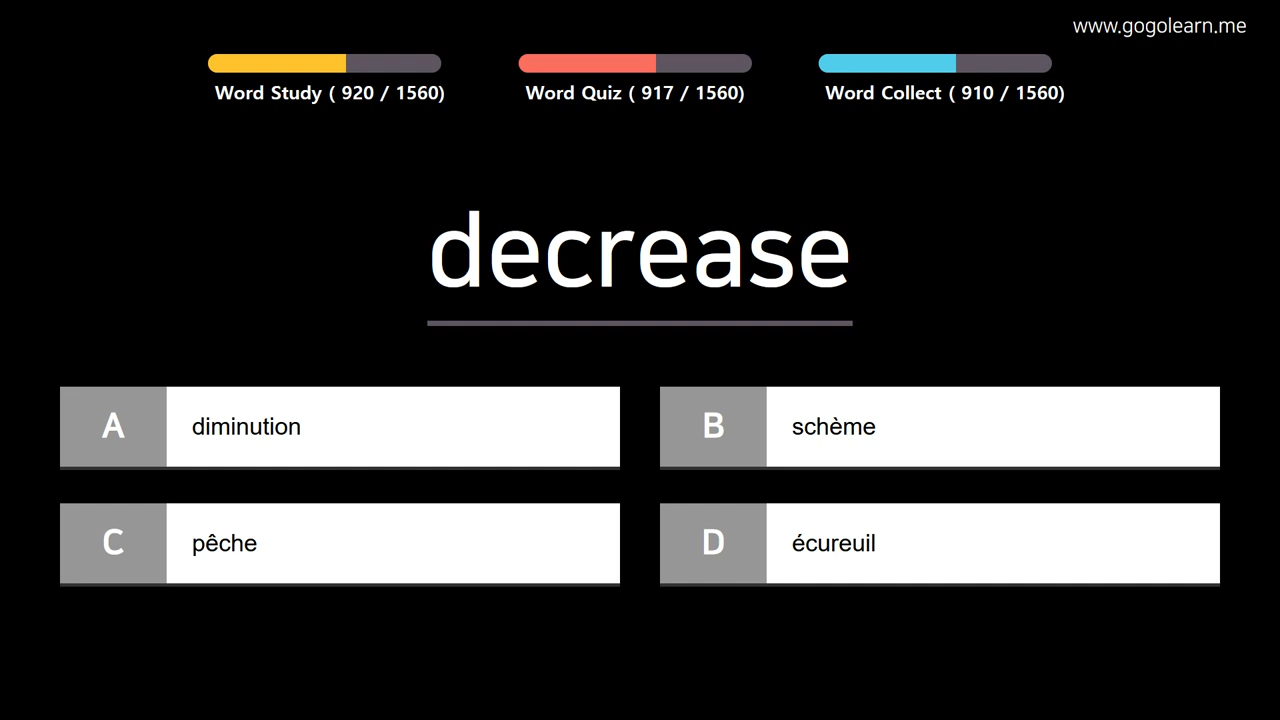 www.gogolearn.me
Word Study ( 920 / 1560)
Word Quiz ( 917 / 1560)
Word Collect ( 910 / 1560)
decrease
A
diminution
B
schème
C
pêche
D
écureuil